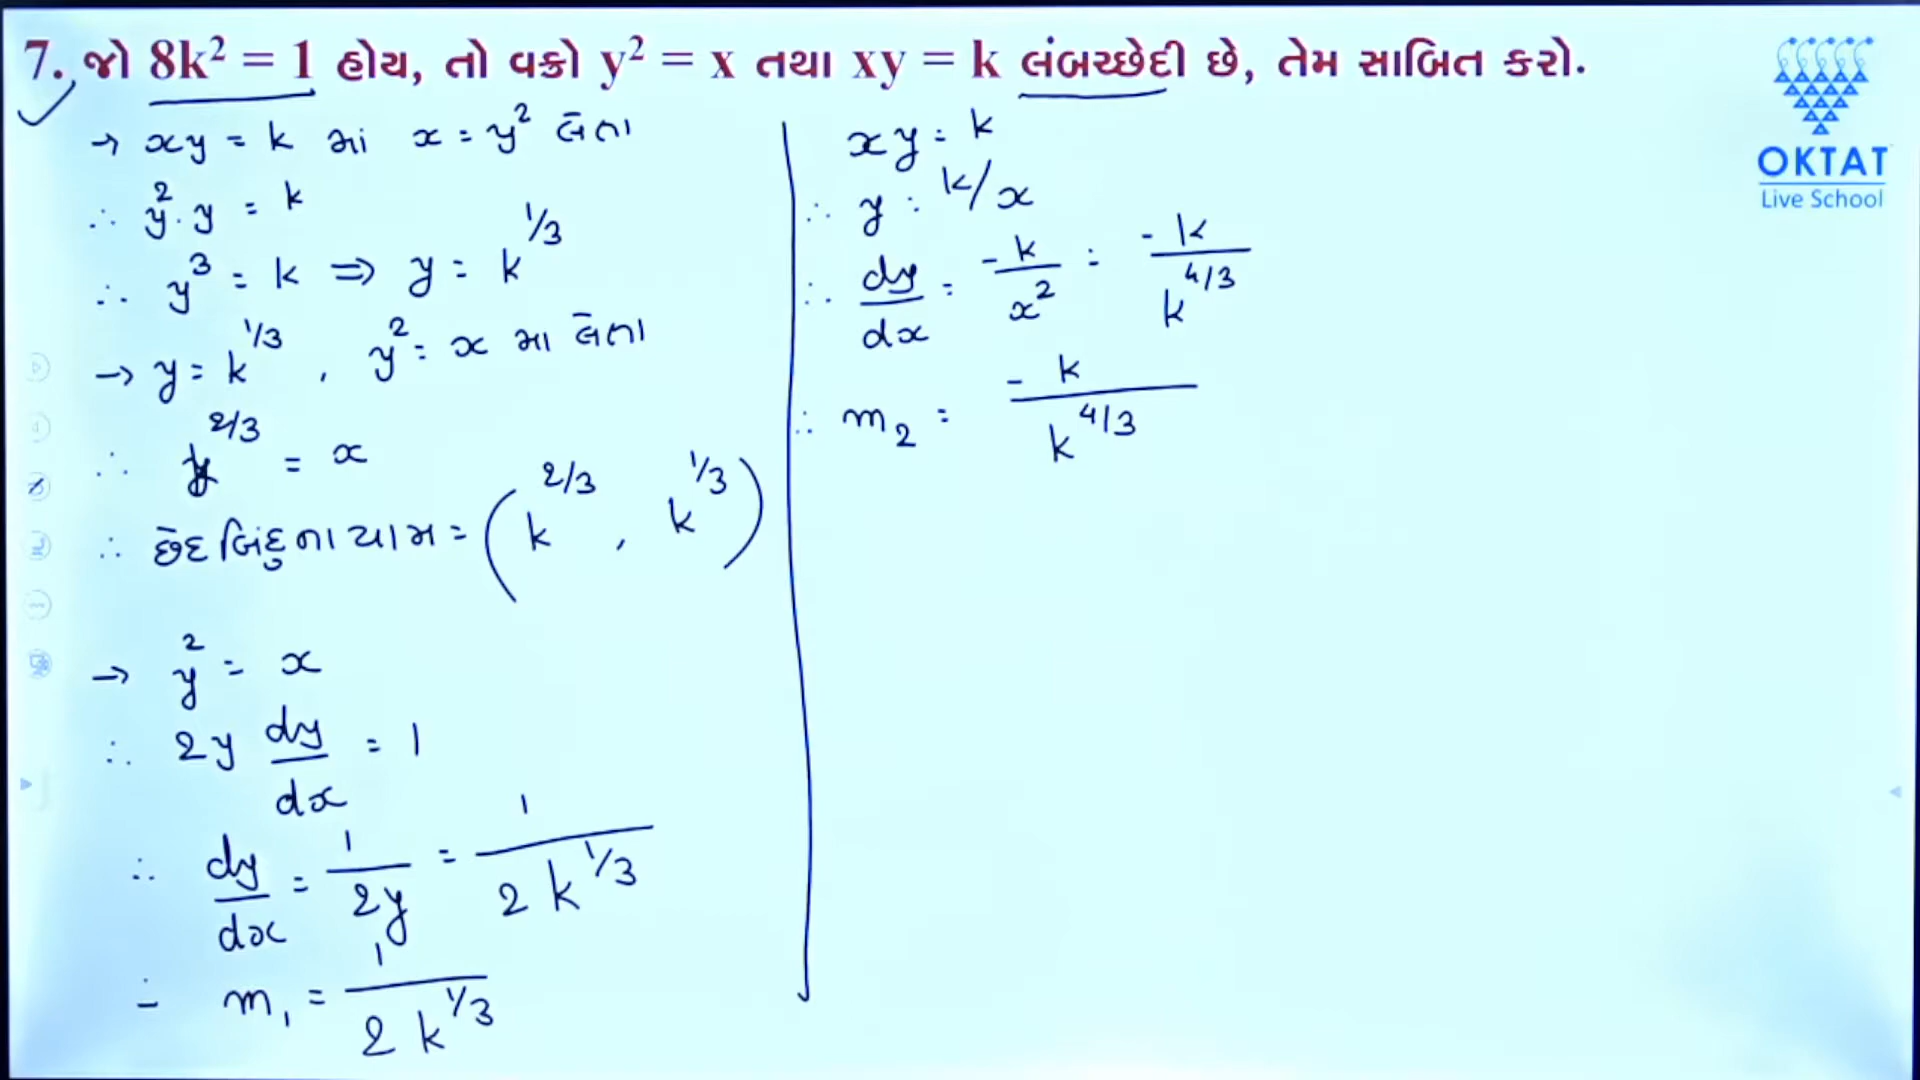 7. જો 8k² = 1 હોય, તો વક્રો y² = x તથા xy = k લંબચ્છેદી છે, તેમ સાબિત કરો.
OKTAT
Live School
→ xy = k માં x = y² લેતા
∴ y².y = k
∴ y³ = k ⇒ y = k^1/3
→ y = k^1/3 , y² = x મા લેતા
∴ k^2/3 = x
∴ છેદબિંદુના યામ = (k^2/3 , k^1/3)
→ y² = x
∴ 2y dy/dx = 1
∴ dy/dx = 1/2y = 1/2k^1/3
∴ m₁ = 1/2k^1/3
xy = k
∴ y = k/x
∴ dy/dx = -k/x² = -k/k^4/3
∴ m₂ = -k/k^4/3